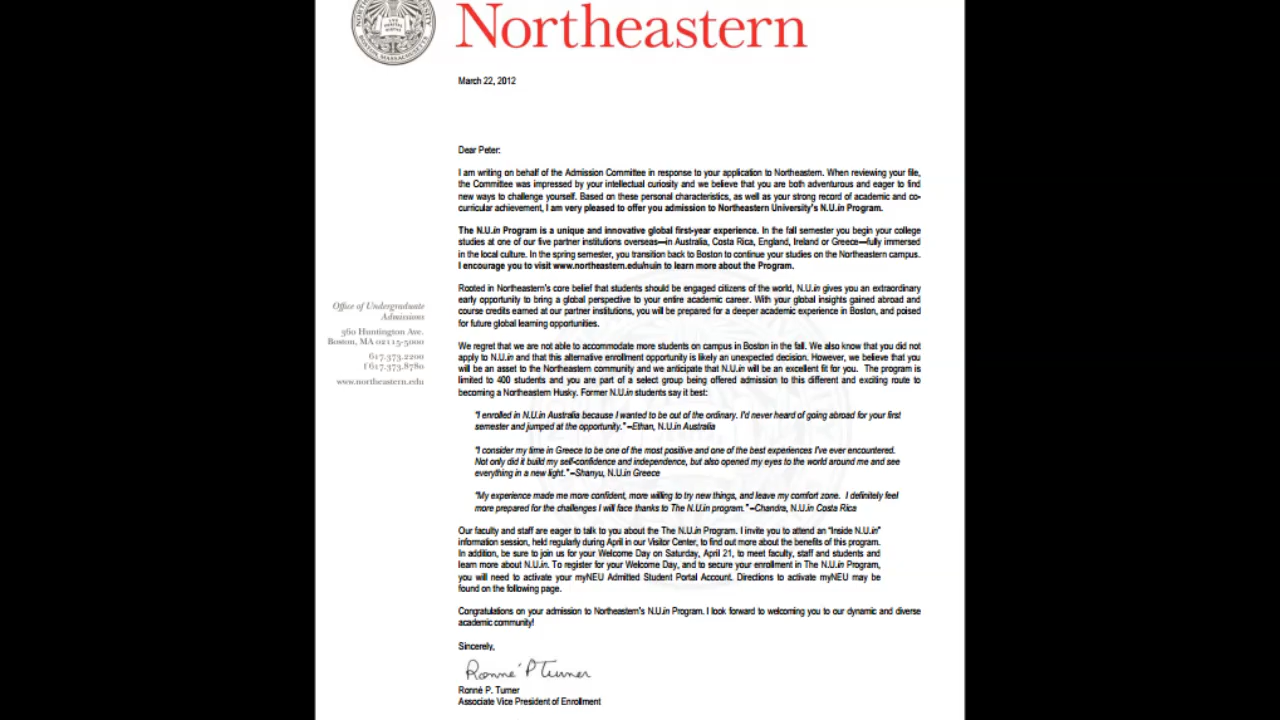 Northeastern
March 22, 2012
Dear Peter:
I am writing on behalf of the Admission Committee in response to your application to Northeastern. When reviewing your file,
the Committee was impressed by your intellectual curiosity and we believe that you are both adventurous and eager to find
new ways to challenge yourself. Based on these personal characteristics, as well as your strong record of academic and co-
curricular achievement, I am very pleased to offer you admission to Northeastern University's N.U.in Program.
The N.U.in Program is a unique and innovative global first-year experience. In the fall semester you begin your college
studies at one of our five partner institutions overseas—in Australia, Costa Rica, England, Ireland or Greece—fully immersed
in the local culture. In the spring semester, you transition back to Boston to continue your studies on the Northeastern campus.
I encourage you to visit www.northeastern.edu/nuin to learn more about the Program.
Rooted in Northeastern's core belief that students should be engaged citizens of the world, N.U.in gives you an extraordinary
early opportunity to bring a global perspective to your entire academic career. With your global insights gained abroad and
course credits earned at our partner institutions, you will be prepared for a deeper academic experience in Boston, and poised
for future global learning opportunities.
Office of Undergraduate
Admissions
360 Huntington Ave.
Boston, MA 02115-5000
617.373.2200
f 617.373.8780
www.northeastern.edu
We regret that we are not able to accommodate more students on campus in Boston in the fall. We also know that you did not
apply to N.U.in and that this alternative enrollment opportunity is likely an unexpected decision. However, we believe that you
will be an asset to the Northeastern community and we anticipate that N.U.in will be an excellent fit for you. The program is
limited to 400 students and you are part of a select group being offered admission to this different and exciting route to
becoming a Northeastern Husky. Former N.U.in students say it best:
"I enrolled in N.U.in Australia because I wanted to be out of the ordinary. I'd never heard of going abroad for your first
semester and jumped at the opportunity." –Ethan, N.U.in Australia
"I consider my time in Greece to be one of the most positive and one of the best experiences I've ever encountered.
Not only did it build my self-confidence and independence, but also opened my eyes to the world around me and see
everything in a new light." –Shanyu, N.U.in Greece
"My experience made me more confident, more willing to try new things, and leave my comfort zone. I definitely feel
more prepared for the challenges I will face thanks to The N.U.in program." –Chandra, N.U.in Costa Rica
Our faculty and staff are eager to talk to you about the The N.U.in Program. I invite you to attend an "Inside N.U.in"
information session, held regularly during April in our Visitor Center, to find out more about the benefits of this program.
In addition, be sure to join us for your Welcome Day on Saturday, April 21, to meet faculty, staff and students and
learn more about N.U.in. To register for your Welcome Day, and to secure your enrollment in The N.U.in Program,
you will need to activate your myNEU Admitted Student Portal Account. Directions to activate myNEU may be
found on the following page.
Congratulations on your admission to Northeastern's N.U.in Program. I look forward to welcoming you to our dynamic and diverse
academic community!
Sincerely,
Ronné P Turner
Ronné P. Turner
Associate Vice President of Enrollment